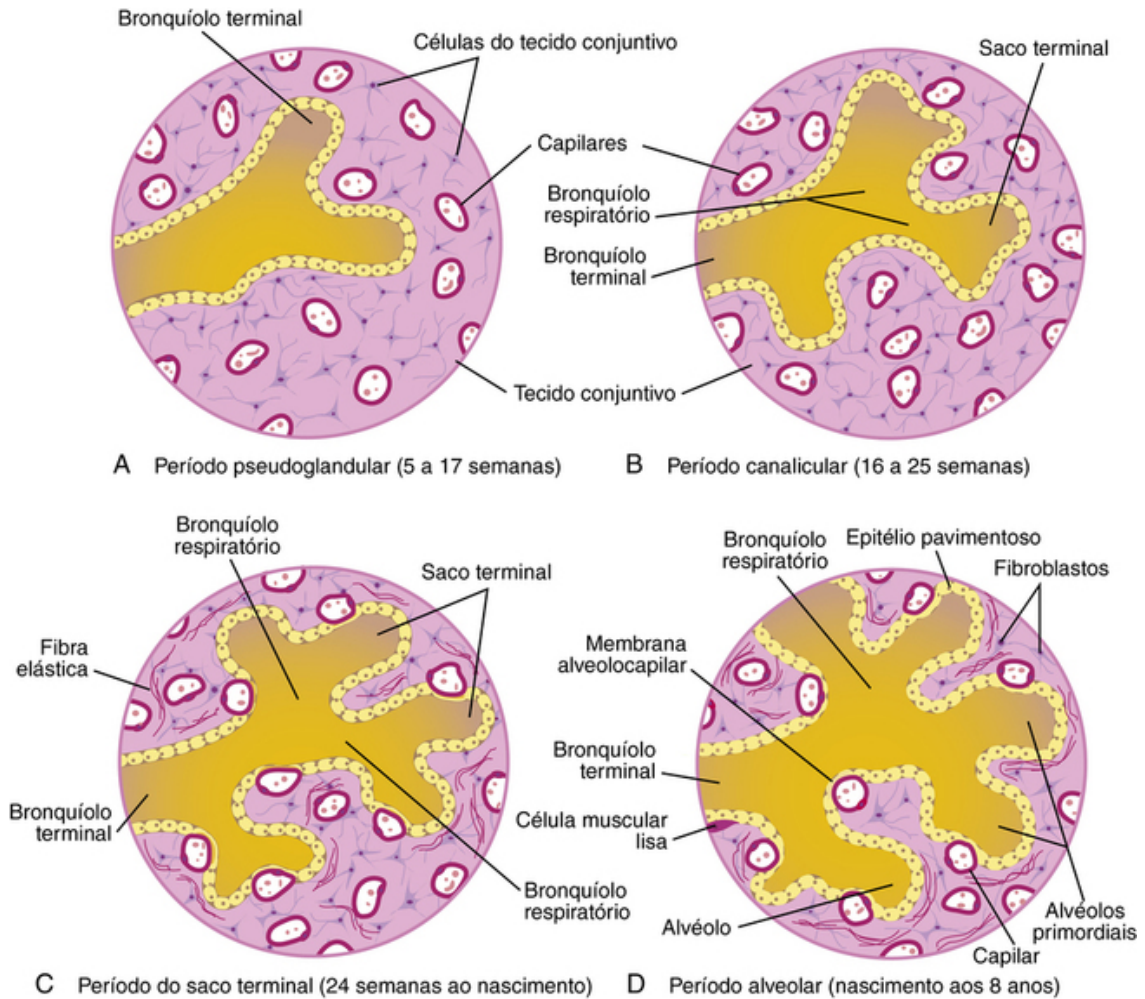 Bronquíolo terminal
Células do tecido conjuntivo
Capilares
Saco terminal
Bronquíolo
respiratório
Bronquíolo
terminal
Tecido conjuntivo
A Período pseudoglandular (5 a 17 semanas)
B Período canalicular (16 a 25 semanas)
Bronquíolo
respiratório
Saco terminal
Fibra
elástica
Bronquíolo
terminal
Bronquíolo
respiratório
C Período do saco terminal (24 semanas ao nascimento)
Bronquíolo
respiratório
Epitélio pavimentoso
Fibroblastos
Membrana
alveolocapilar
Bronquíolo
terminal
Célula muscular
lisa
Alvéolo
Capilar
Alvéolos
primordiais
D Período alveolar (nascimento aos 8 anos)